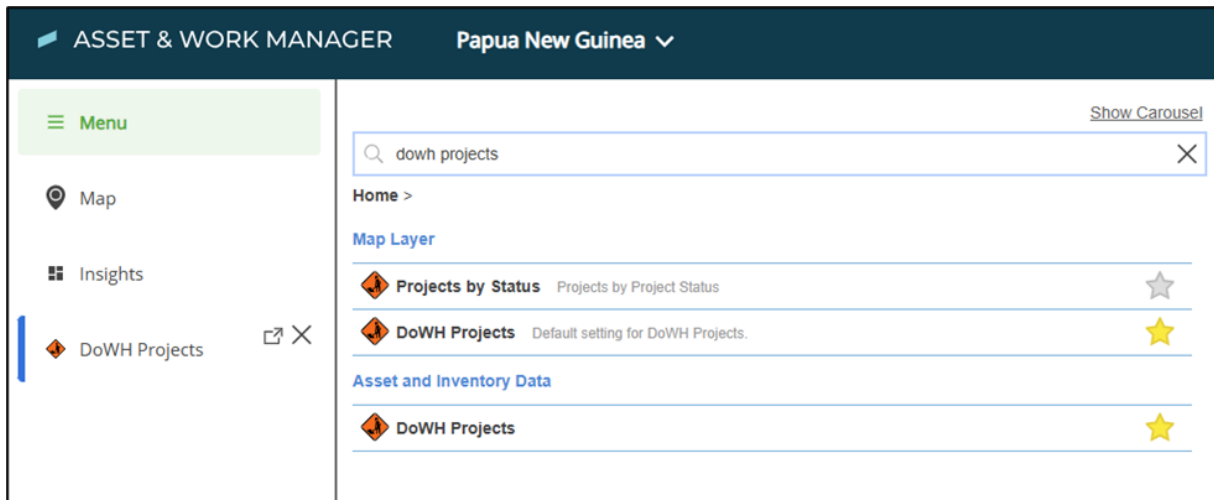 ASSET & WORK MANAGER
Papua New Guinea
Menu
Map
Insights
DoWH Projects
Show Carousel
dowh projects
Home >
Map Layer
Projects by Status Projects by Project Status
DoWH Projects Default setting for DoWH Projects.
Asset and Inventory Data
DoWH Projects